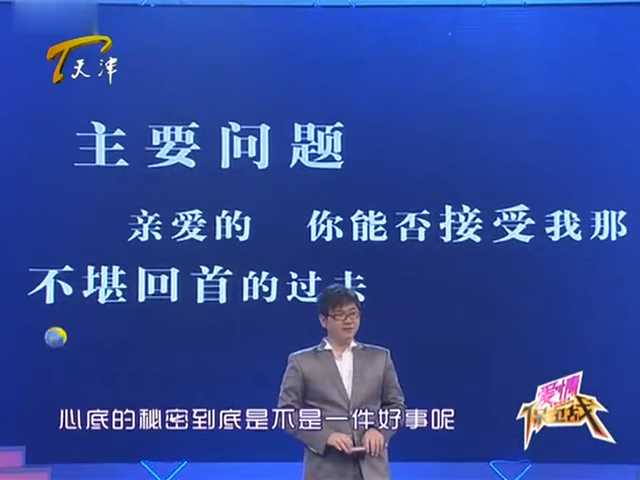 天津
主要问题
亲爱的 你能否接受我那
不堪回首的过去
爱情
保卫战
心底的秘密到底是不是一件好事呢